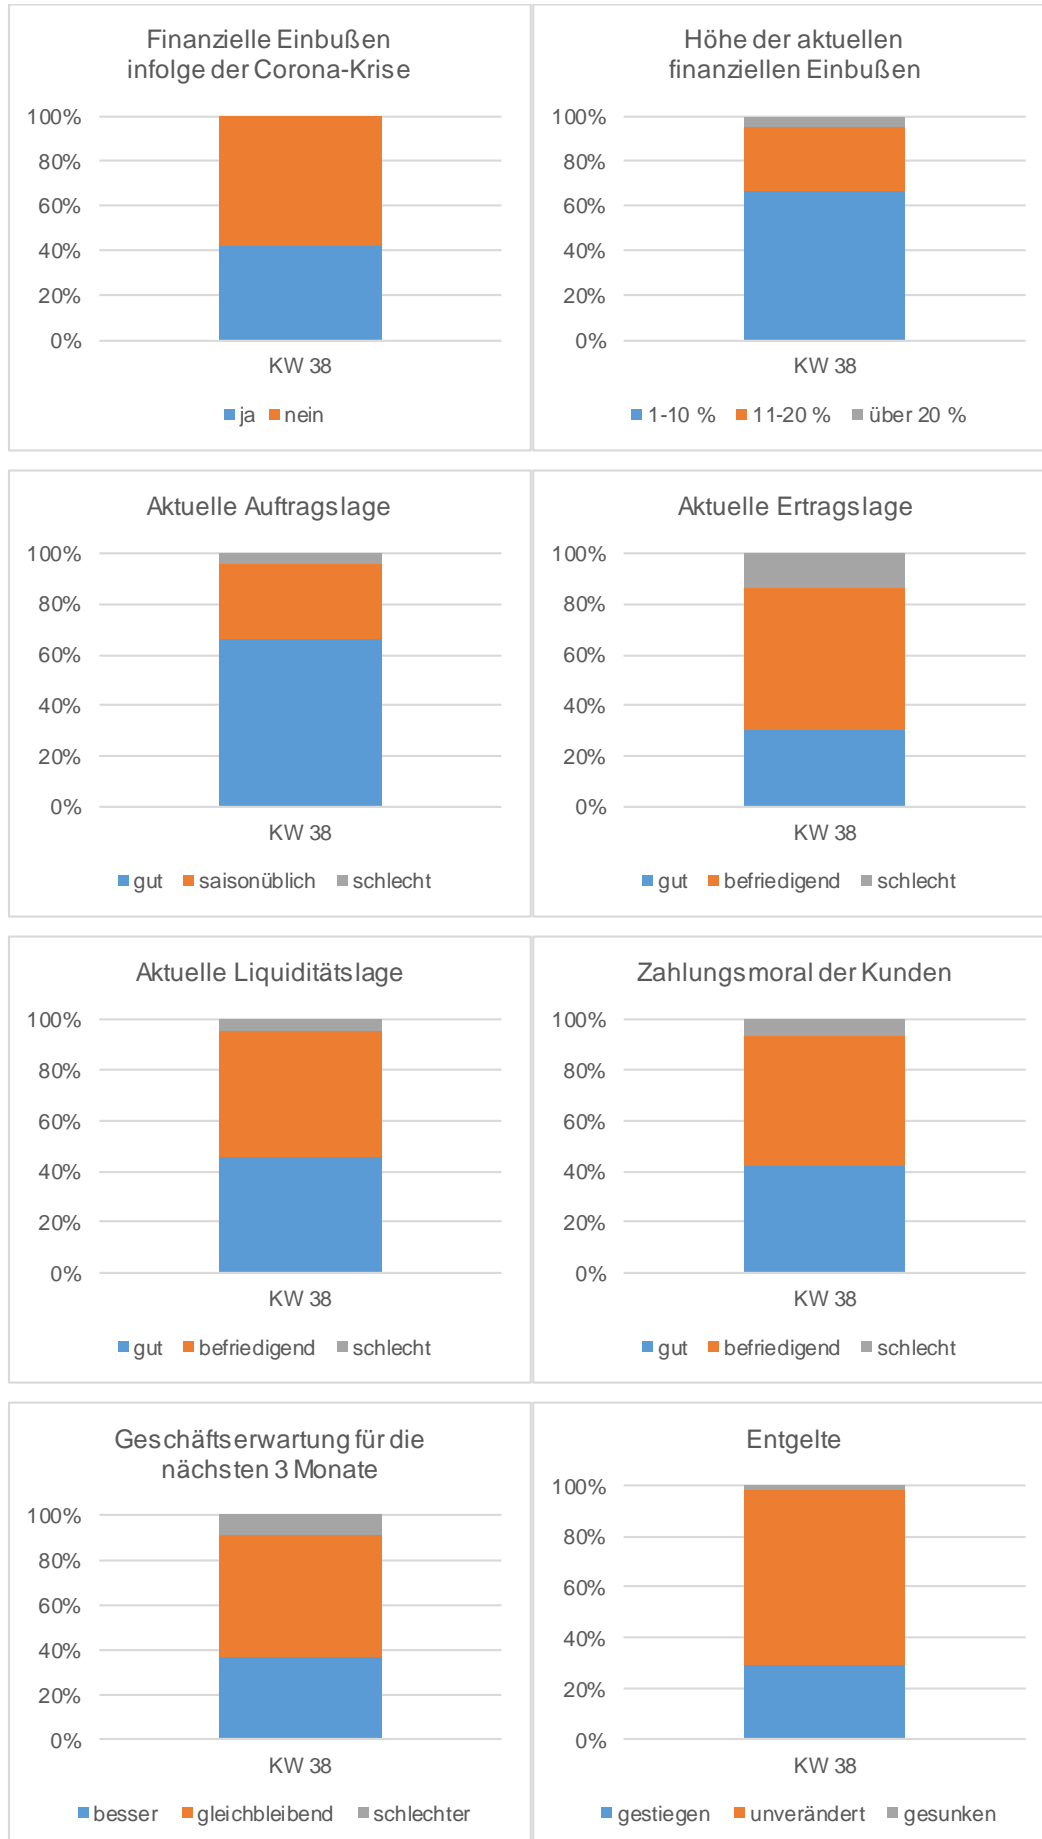 Finanzielle Einbußen
infolge der Corona-Krise
100%
80%
60%
40%
20%
0%
KW 38
ja nein
Höhe der aktuellen
finanziellen Einbußen
100%
80%
60%
40%
20%
0%
KW 38
1-10 % 11-20 % über 20 %
Aktuelle Auftragslage
100%
80%
60%
40%
20%
0%
KW 38
gut saisonüblich schlecht
Aktuelle Ertragslage
100%
80%
60%
40%
20%
0%
KW 38
gut befriedigend schlecht
Aktuelle Liquiditätslage
100%
80%
60%
40%
20%
0%
KW 38
gut befriedigend schlecht
Zahlungsmoral der Kunden
100%
80%
60%
40%
20%
0%
KW 38
gut befriedigend schlecht
Geschäftserwartung für die
nächsten 3 Monate
100%
80%
60%
40%
20%
0%
KW 38
besser gleichbleibend schlechter
Entgelte
100%
80%
60%
40%
20%
0%
KW 38
gestiegen unverändert gesunken